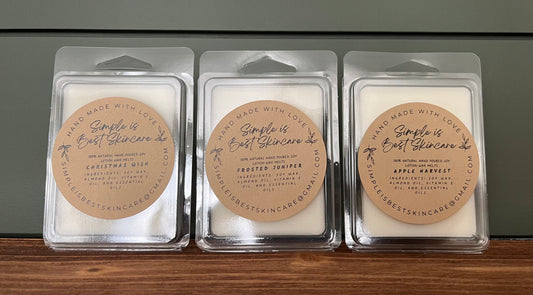 HAND MADE WITH LOVE
Simple is
Best Skincare
100% NATURAL HAND POURED SOY
LOTION WAX MELTS
CHRISTMAS WISH
INGREDIENTS: SOY WAX,
ALMOND OIL, VITAMIN E
OIL, AND ESSENTIAL
OILS
SIMPLEISBESTSKINCARE@GMAIL.COM
HAND MADE WITH LOVE
Simple is
Best Skincare
100% NATURAL HAND POURED SOY
LOTION WAX MELTS
FROSTED JUNIPER
INGREDIENTS: SOY WAX,
ALMOND OIL, VITAMIN E
OIL, AND ESSENTIAL
OILS
SIMPLEISBESTSKINCARE@GMAIL.COM
HAND MADE WITH LOVE
Simple is
Best Skincare
100% NATURAL HAND POURED SOY
LOTION WAX MELTS
APPLE HARVEST
INGREDIENTS: SOY WAX,
ALMOND OIL, VITAMIN E
OIL, AND ESSENTIAL
OILS
SIMPLEISBESTSKINCARE@GMAIL.COM